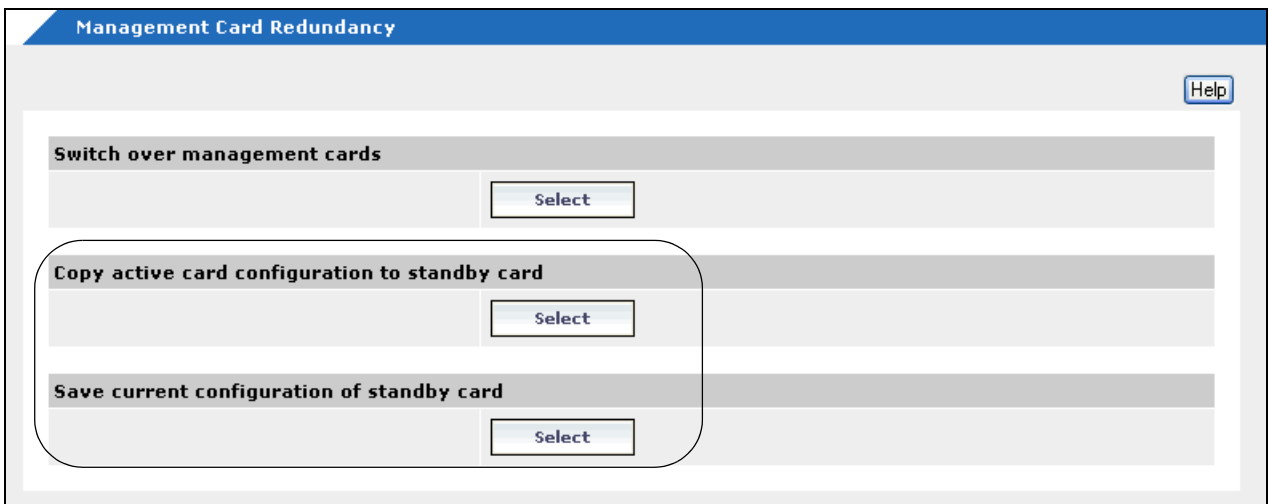 Management Card Redundancy
Help
Switch over management cards
Select
Copy active card configuration to standby card
Select
Save current configuration of standby card
Select